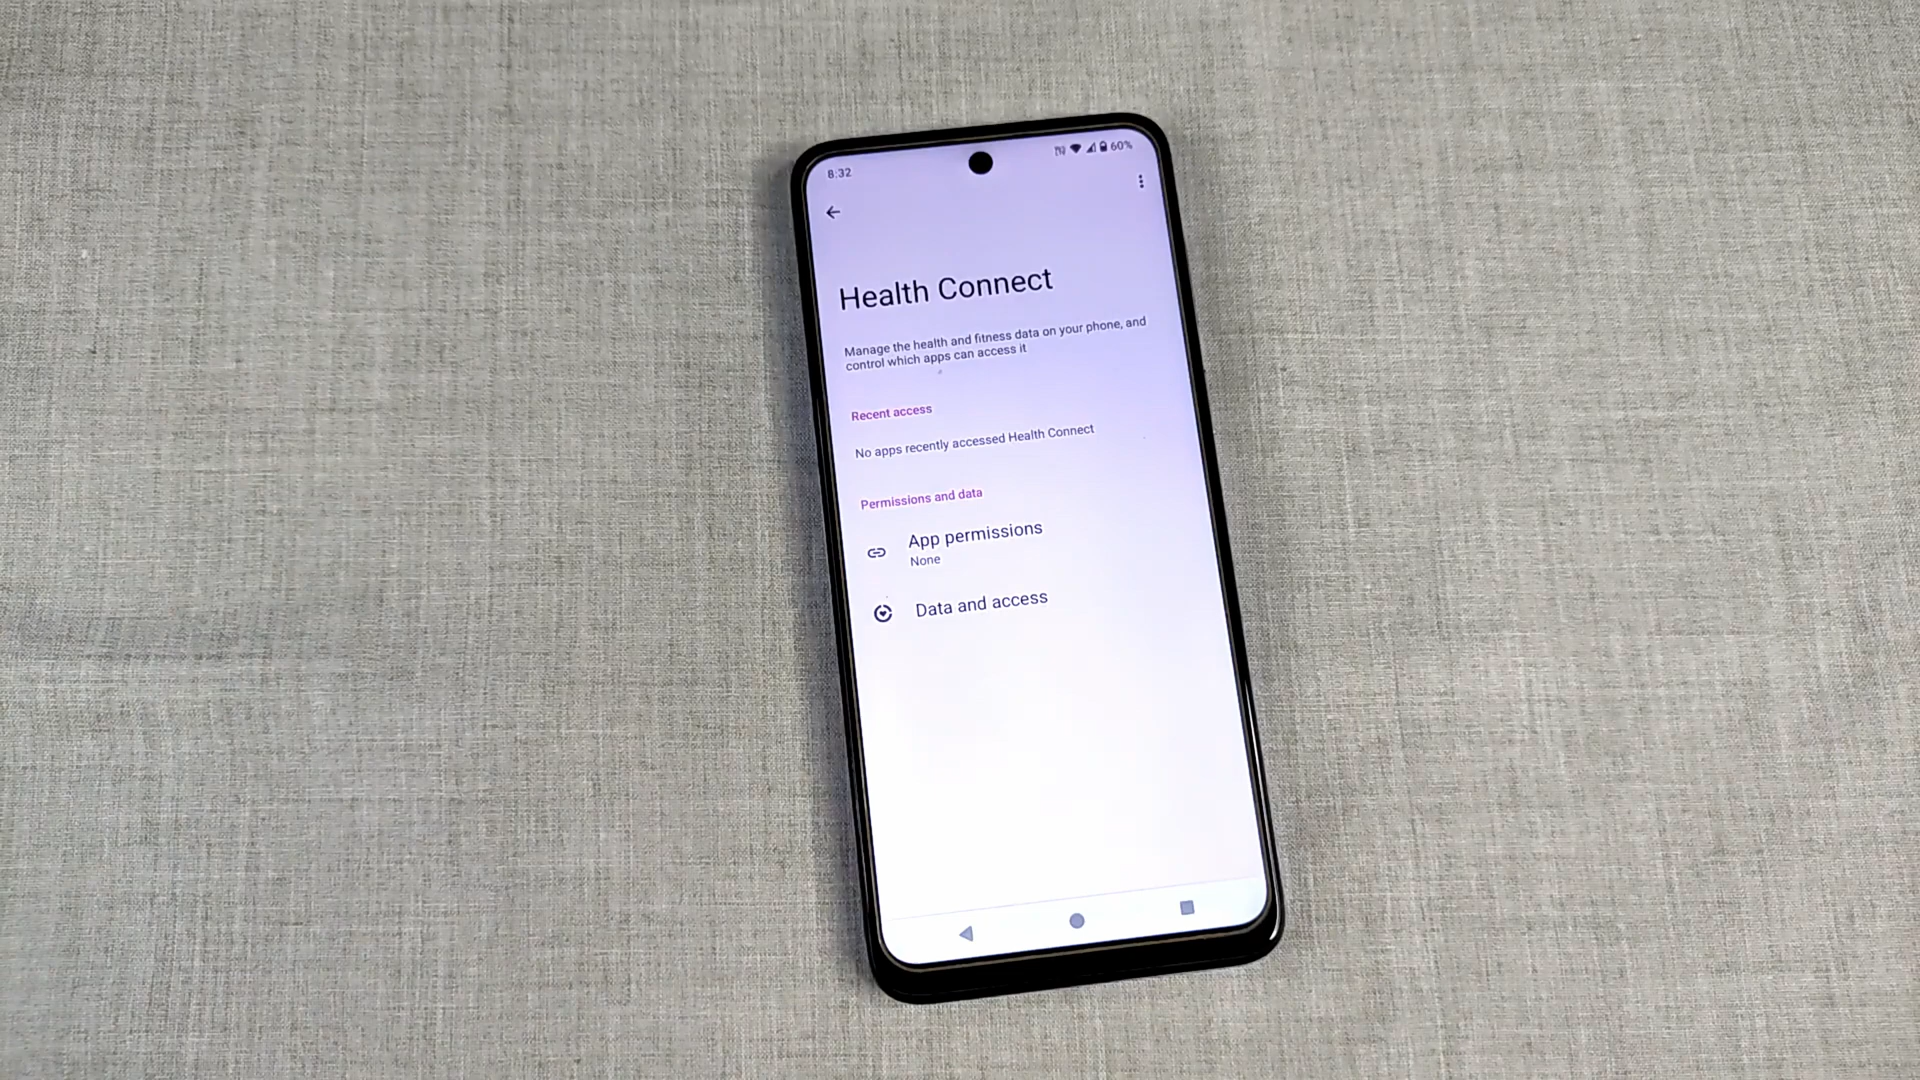 8:32
60%
Health Connect
Manage the health and fitness data on your phone, and
control which apps can access it
Recent access
No apps recently accessed Health Connect
Permissions and data
App permissions
None
Data and access